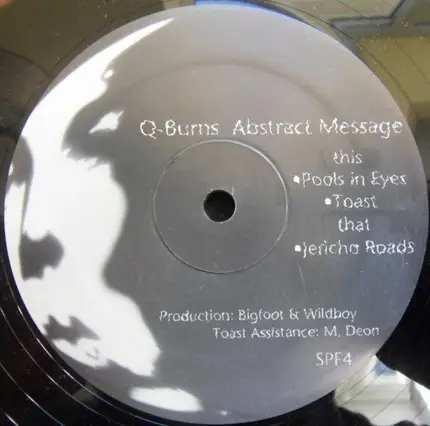 Q-Burns Abstract Message
this
•Pools in Eyes
•Toast
that
•Jericho Roads
Production: Bigfoot & Wildboy
Toast Assistance: M. Deon
SPF4